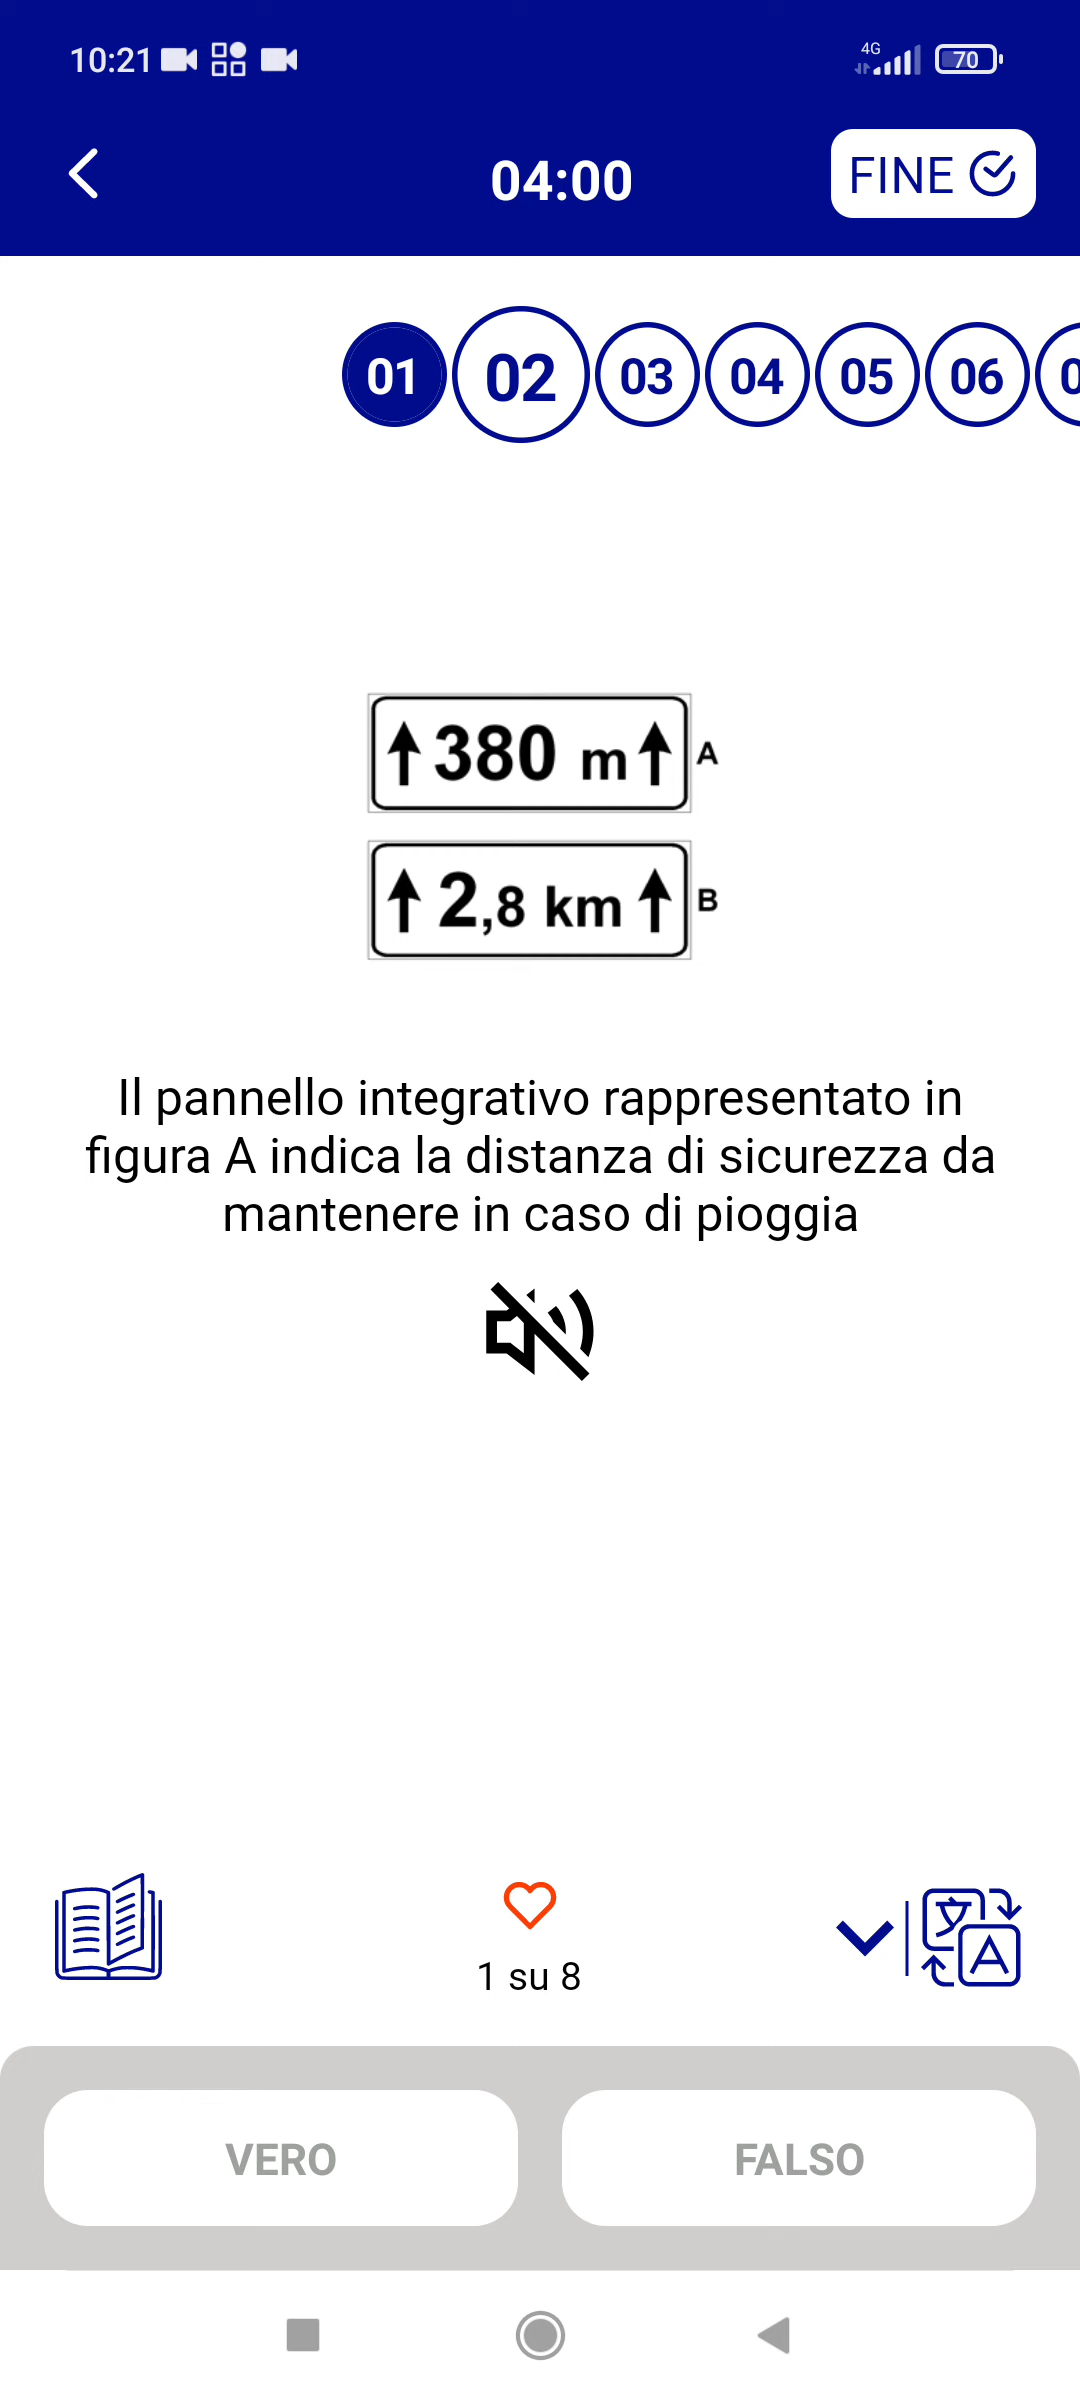 10:21
4G
70
04:00
FINE
01 02 03 04 05 06
380 m A
2,8 km B
Il pannello integrativo rappresentato in
figura A indica la distanza di sicurezza da
mantenere in caso di pioggia
文
A
1 su 8
VERO
FALSO